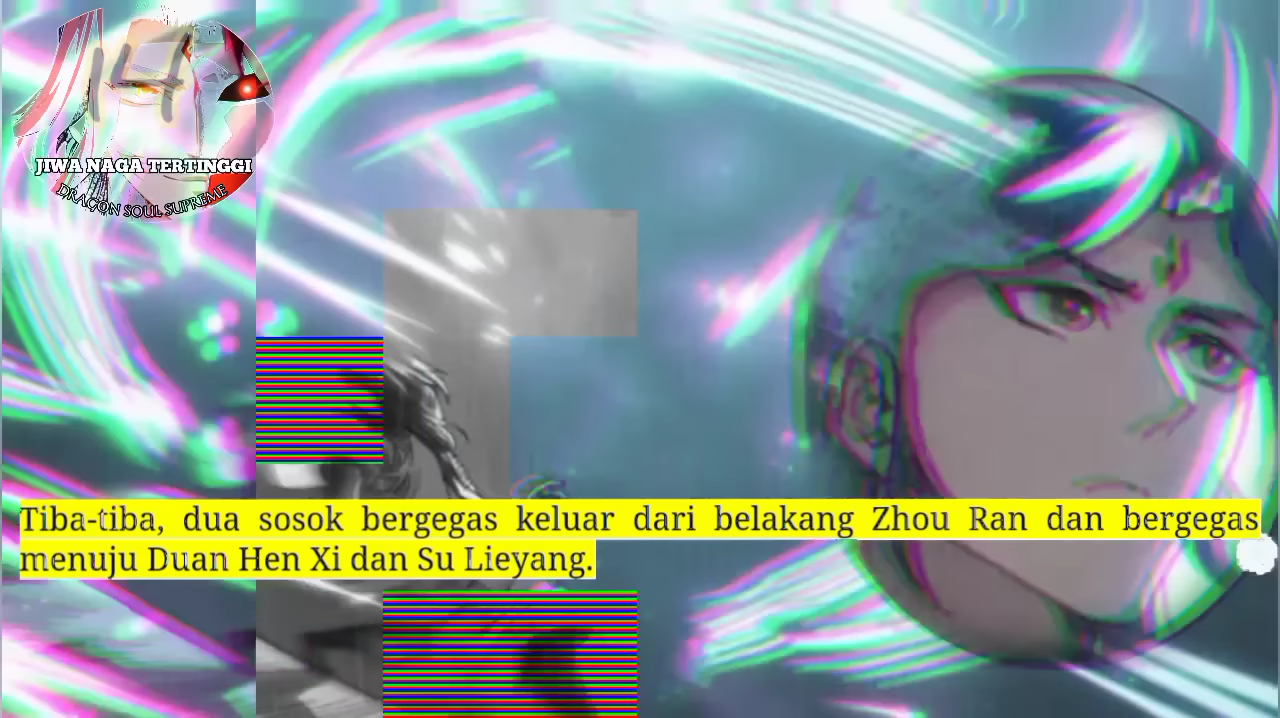 14
JIWA NAGA TERTINGGI
DRAGON SOUL SUPREME
Tiba-tiba, dua sosok bergegas keluar dari belakang Zhou Ran dan bergegas
menuju Duan Hen Xi dan Su Lieyang.